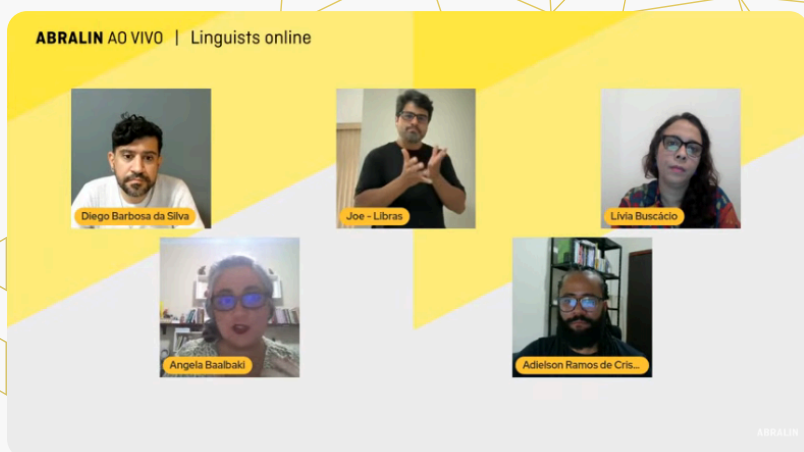 ABRALIN AO VIVO | Linguists online
Diego Barbosa da Silva
Joe - Libras
Lívia Buscácio
Angela Baalbaki
Adielson Ramos de Cris...
ABRALIN